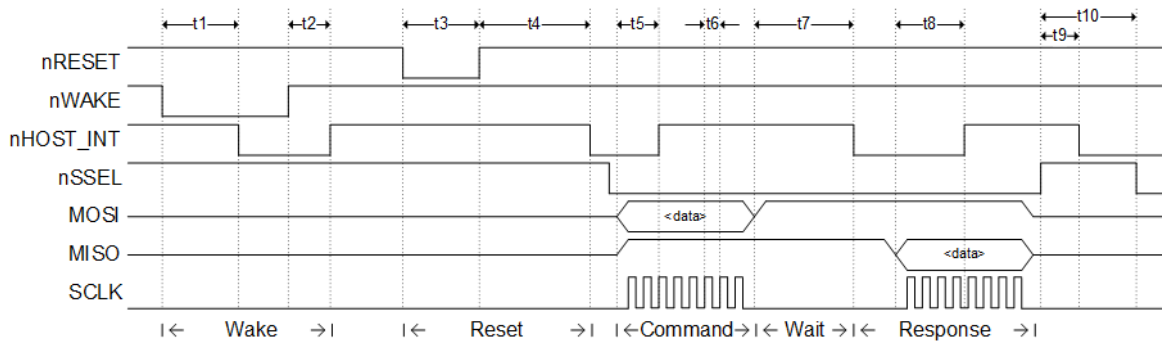 t1 t2 t3 t4 t5 t6 t7 t8 t10
t9
nRESET
nWAKE
nHOST_INT
nSSEL
MOSI <data>
MISO <data>
SCLK
Wake Reset Command Wait Response